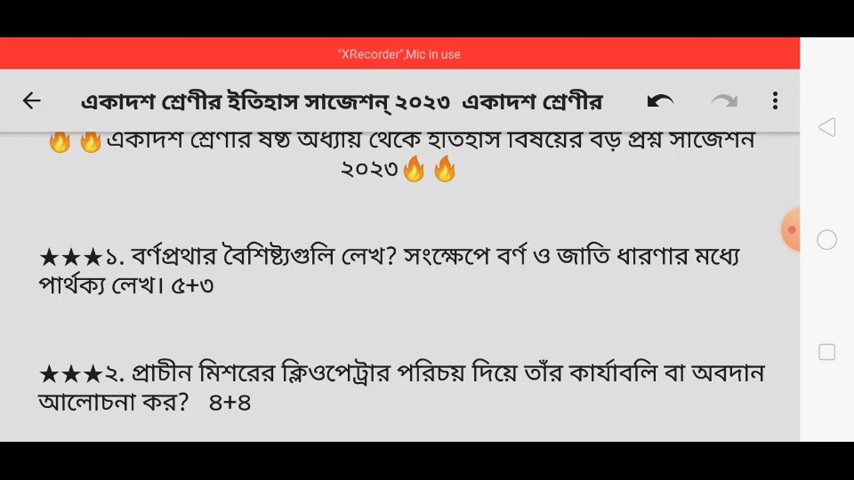 "XRecorder",Mic in use
একাদশ শ্রেণীর ইতিহাস সাজেশন্ ২০২৩ একাদশ শ্রেণীর
🔥🔥একাদশ শ্রেণীর ষষ্ঠ অধ্যায় থেকে ইতিহাস বিষয়ের বড় প্রশ্ন সাজেশন
২০২৩🔥🔥
★★★১. বর্ণপ্রথার বৈশিষ্ট্যগুলি লেখ? সংক্ষেপে বর্ণ ও জাতি ধারণার মধ্যে
পার্থক্য লেখ। ৫+৩
★★★২. প্রাচীন মিশরের ক্লিওপেট্রার পরিচয় দিয়ে তাঁর কার্যাবলি বা অবদান
আলোচনা কর? ৪+৪